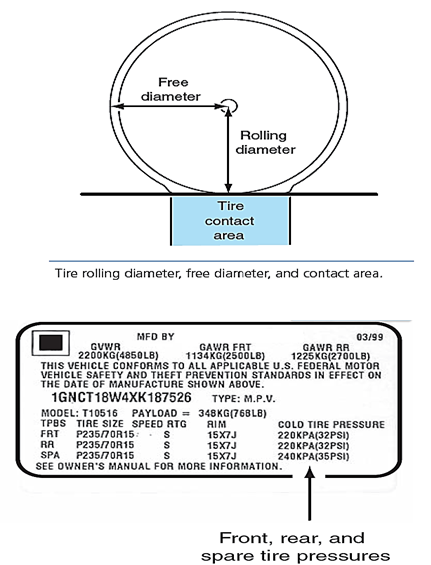 Free
diameter
Rolling
diameter
Tire
contact
area
Tire rolling diameter, free diameter, and contact area.
MFD BY 03/99
GVWR GAWR FRT GAWR RR
2200KG(4850LB) 1134KG(2500LB) 1225KG(2700LB)
THIS VEHICLE CONFORMS TO ALL APPLICABLE U.S. FEDERAL MOTOR
VEHICLE SAFETY AND THEFT PREVENTION STANDARDS IN EFFECT ON
THE DATE OF MANUFACTURE SHOWN ABOVE.
1GNCT18W4XK187526 TYPE: M.P.V.
MODEL: T10516 PAYLOAD = 348KG(768LB)
TPBS TIRE SIZE SPEED RTG RIM COLD TIRE PRESSURE
FRT P235/70R15 S 15X7J 220KPA(32PSI)
RR P235/70R15 S 15X7J 220KPA(32PSI)
SPA P235/70R15 S 15X7J 240KPA(35PSI)
SEE OWNER'S MANUAL FOR MORE INFORMATION.
Front, rear, and
spare tire pressures